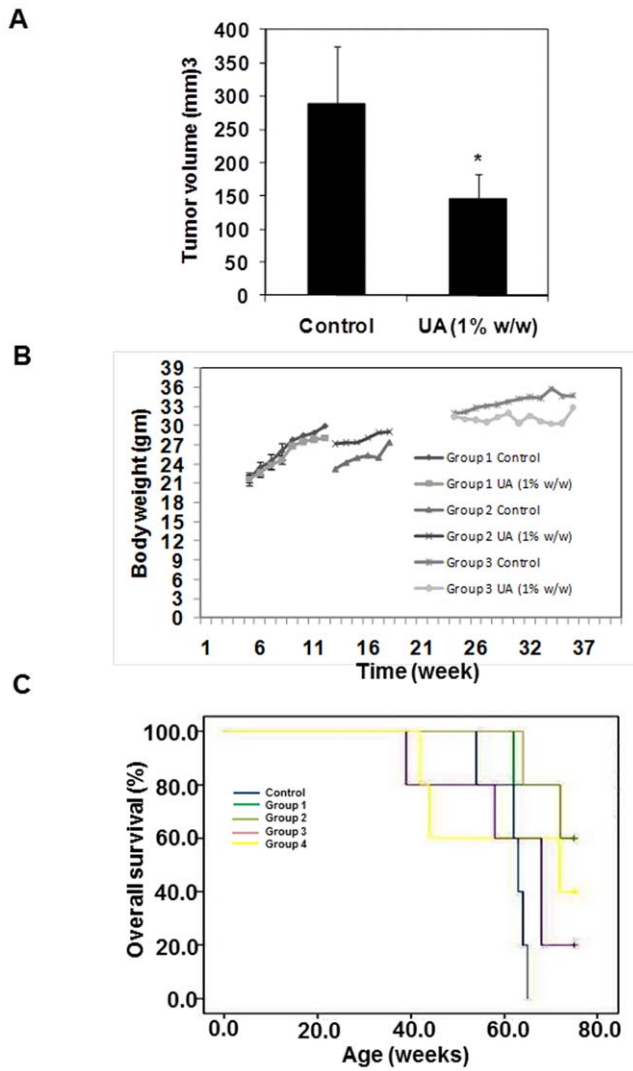 A
Tumor volume (mm)3
400
350
300
250
200
150
100
50
0
*
Control
UA (1% w/w)
B
Body weight (gm)
39
36
33
30
27
24
21
18
15
12
9
6
3
0
Group 1 Control
Group 1 UA (1% w/w)
Group 2 Control
Group 2 UA (1% w/w)
Group 3 Control
Group 3 UA (1% w/w)
1 6 11 16 21 26 32 37
Time (week)
C
Overall survival (%)
100.0
80.0
60.0
40.0
20.0
0.0
Control
Group 1
Group 2
Group 3
Group 4
0.0 20.0 40.0 60.0 80.0
Age (weeks)